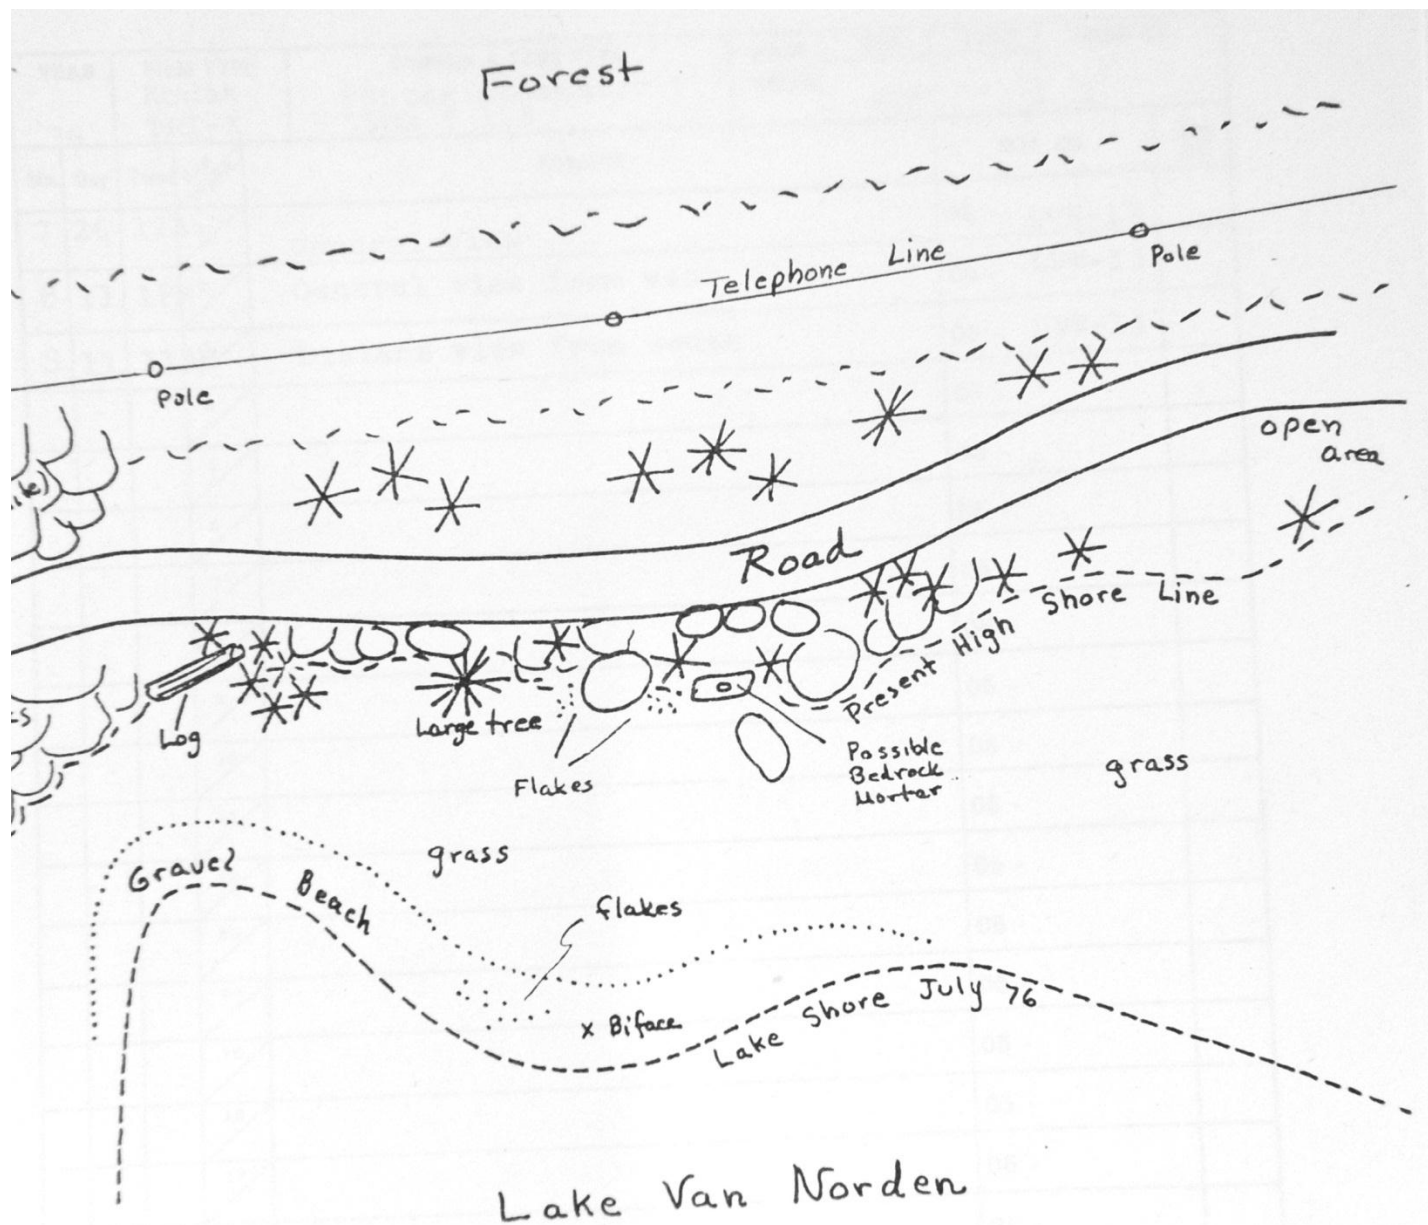 Forest
Telephone Line
Pole
Pole
open
area
Road
Shore Line
Present High
Log
Large tree
Flakes
Possible
Bedrock
Mortar
grass
grass
Gravel
Beach
flakes
x Biface
Lake Shore July 76
Lake Van Norden